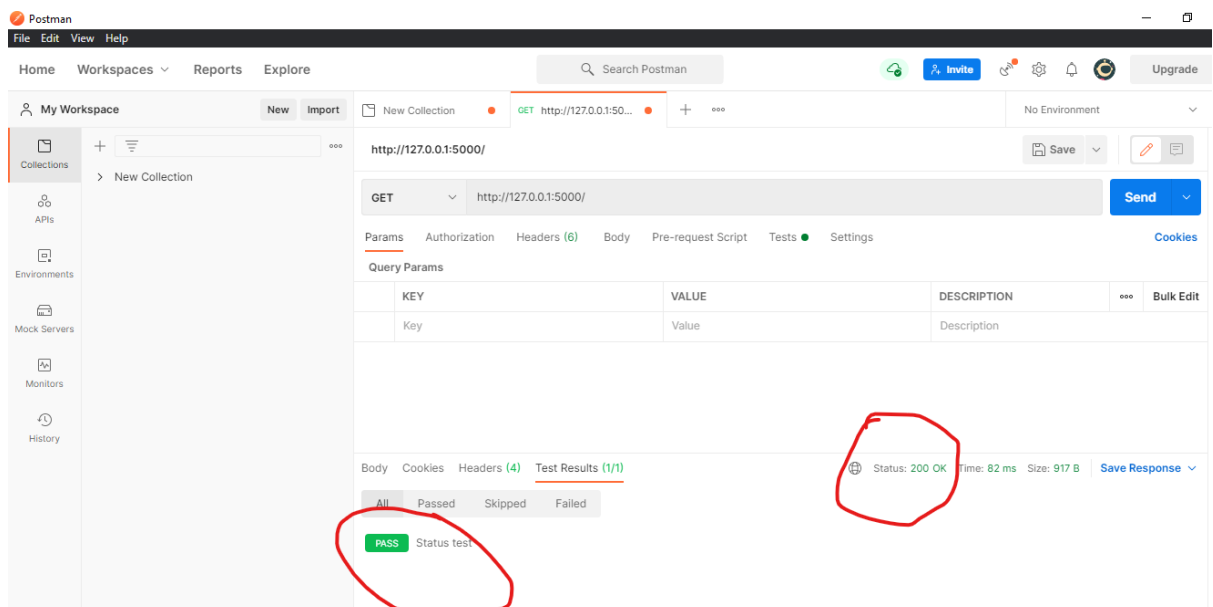 Postman
File Edit View Help
Home Workspaces Reports Explore Search Postman Invite Upgrade
My Workspace New Import New Collection GET http://127.0.0.1:50... No Environment
Collections
New Collection
http://127.0.0.1:5000/ Save
APIs
GET http://127.0.0.1:5000/ Send
Params Authorization Headers (6) Body Pre-request Script Tests Settings Cookies
Environments
Query Params
KEY VALUE DESCRIPTION Bulk Edit
Mock Servers
Key Value Description
Monitors
History
Body Cookies Headers (4) Test Results (1/1) Status: 200 OK Time: 82 ms Size: 917 B Save Response
All Passed Skipped Failed
PASS Status test